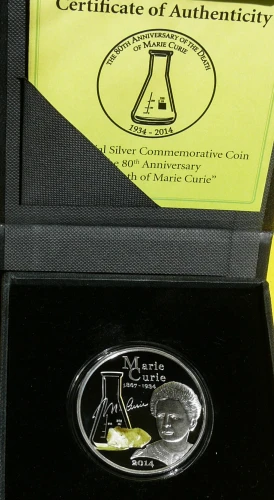 Certificate of Authenticity
THE 80TH ANNIVERSARY OF THE DEATH
OF MARIE CURIE
1934 - 2014
Silver Commemorative Coin
80th Anniversary
of Marie Curie"
Marie
Curie
1867-1934
M Curie
2014